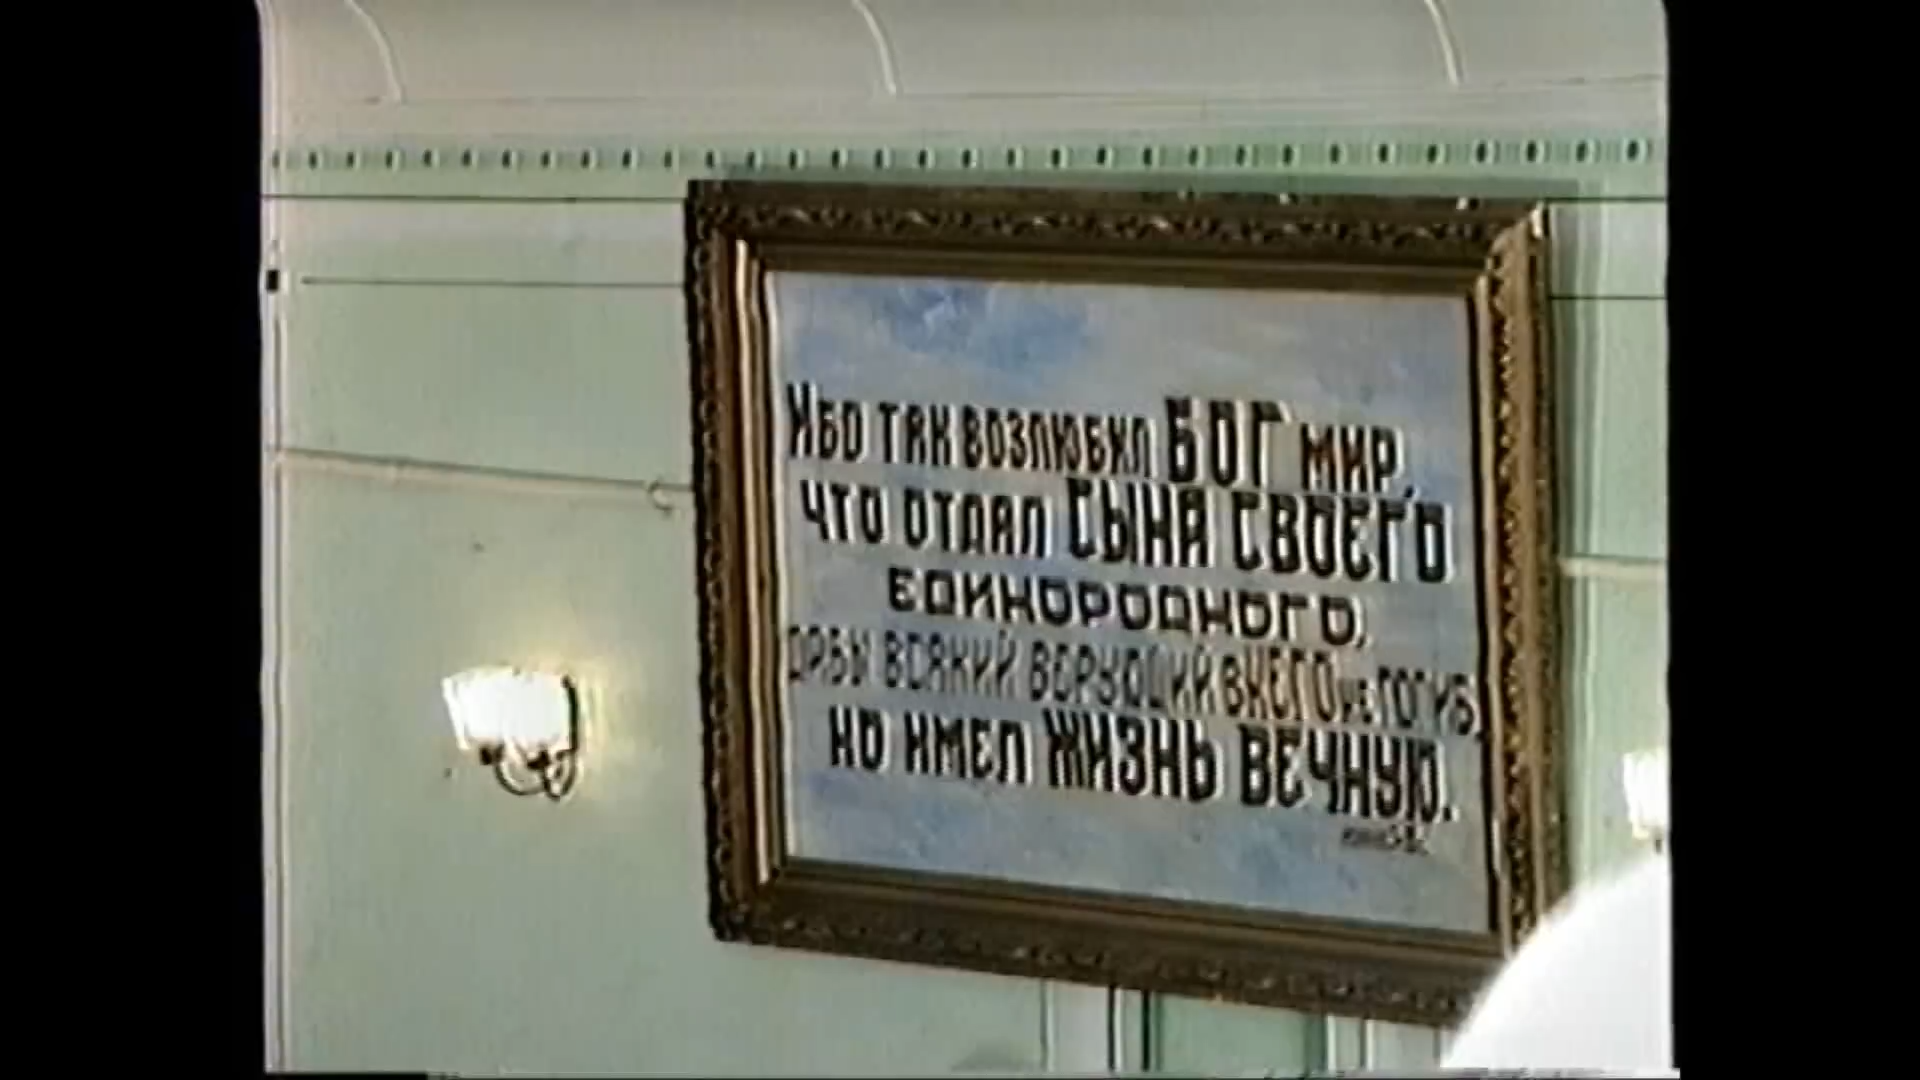 Ибо так возлюбил БОГ мир,
что отдал СЫНА СВОЕГО
ЕДИНОРОДНОГО,
дабы всякий верующий в Него не погиб,
но имел ЖИЗНЬ ВЕЧНУЮ.